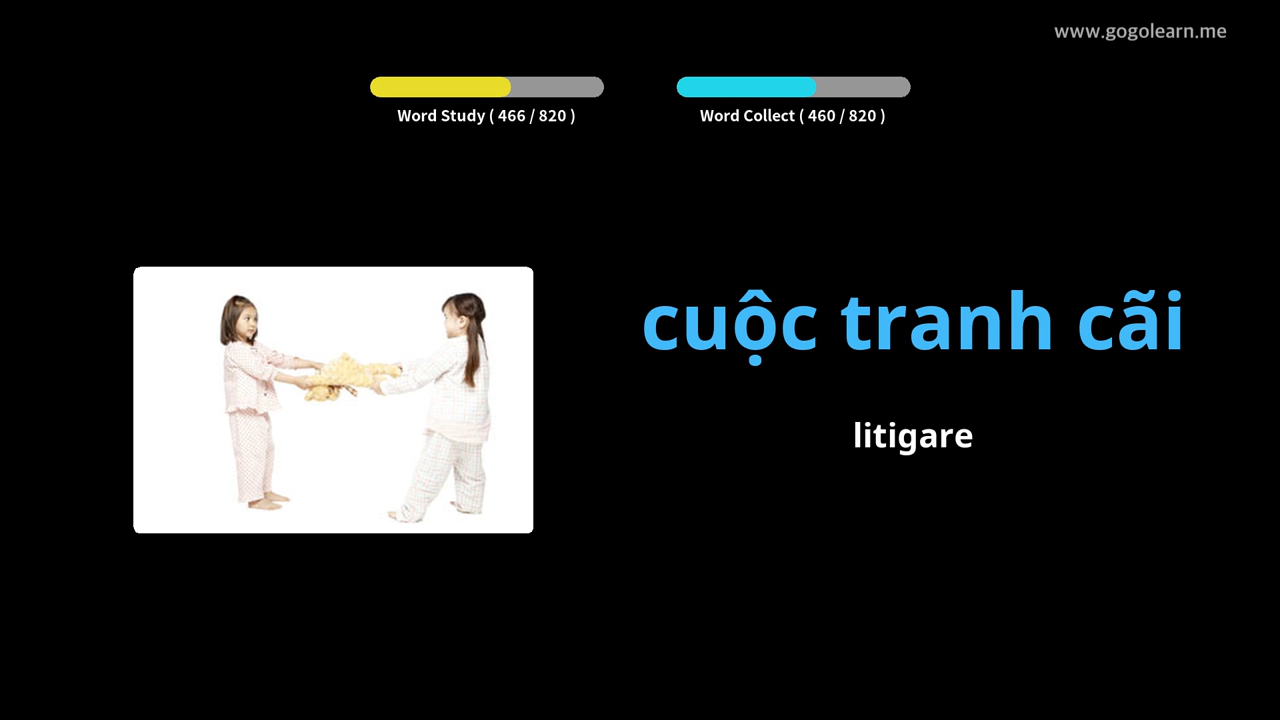 www.gogolearn.me
Word Study ( 466 / 820 )
Word Collect ( 460 / 820 )
cuộc tranh cãi
litigare